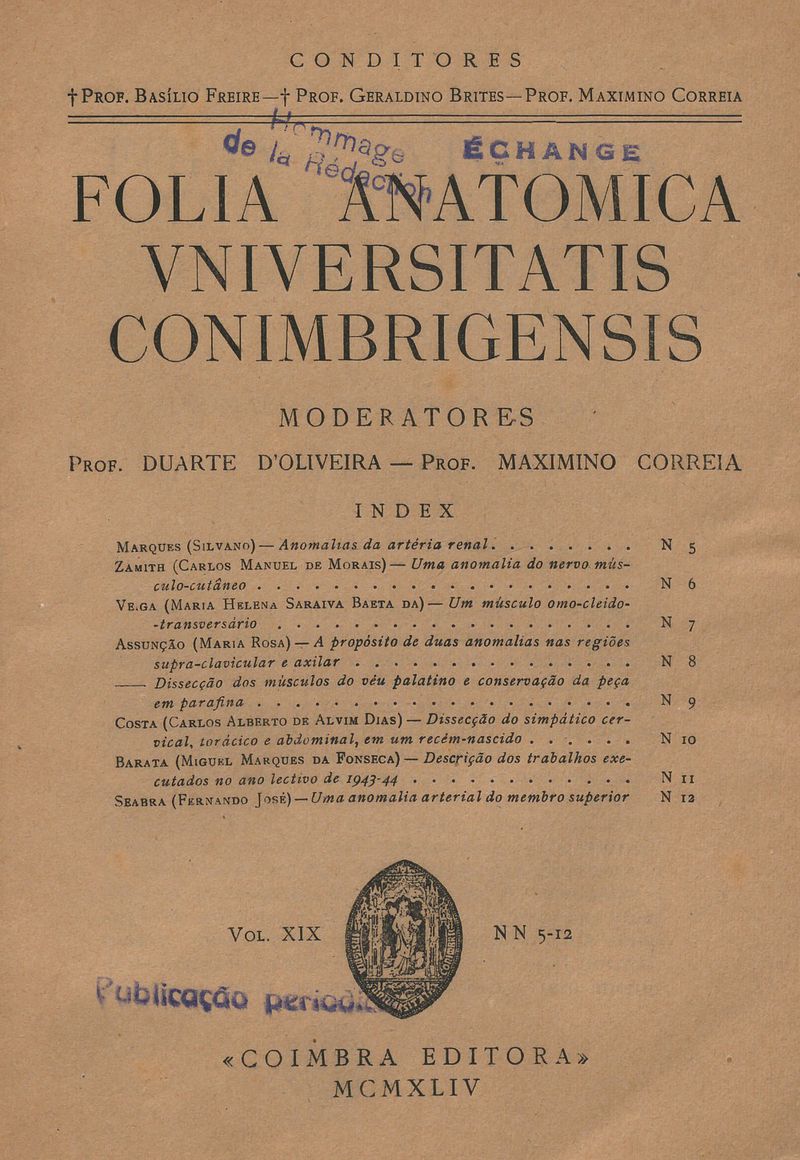 CONDITORES
† PROF. BASÍLIO FREIRE—† PROF. GERALDINO BRITES—PROF. MAXIMINO CORREIA
Hommage
de la Rédaction
ÉCHANGE
FOLIA ANATOMICA
VNIVERSITATIS
CONIMBRIGENSIS
MODERATORES
PROF. DUARTE D'OLIVEIRA — PROF. MAXIMINO CORREIA
INDEX
MARQUES (SILVANO) — Anomalias da artéria renal. . . . . . . . N 5
ZAMITH (CARLOS MANUEL DE MORAIS) — Uma anomalia do nervo mús-
culo-cutâneo . . . . . . . . . . . . . . . . . . . . N 6
VEIGA (MARIA HELENA SARAIVA BAETA DA) — Um músculo omo-cleido-
-transversário . . . . . . . . . . . . . . . . . . . N 7
ASSUNÇÃO (MARIA ROSA) — A propósito de duas anomalias nas regiões
supra-clavicular e axilar . . . . . . . . . . . . . . . N 8
—— Dissecção dos músculos do véu palatino e conservação da peça
em parafina . . . . . . . . . . . . . . . . . . . . N 9
COSTA (CARLOS ALBERTO DE ALVIM DIAS) — Dissecção do simpático cer-
vical, torácico e abdominal, em um recém-nascido . . . . . . N 10
BARATA (MIGUEL MARQUES DA FONSECA) — Descrição dos trabalhos exe-
cutados no ano lectivo de 1943-44 . . . . . . . . . . . . N 11
SEABRA (FERNANDO JOSÉ) — Uma anomalia arterial do membro superior N 12
VOL. XIX
NN 5-12
Publicação
«COIMBRA EDITORA»
MCMXLIV